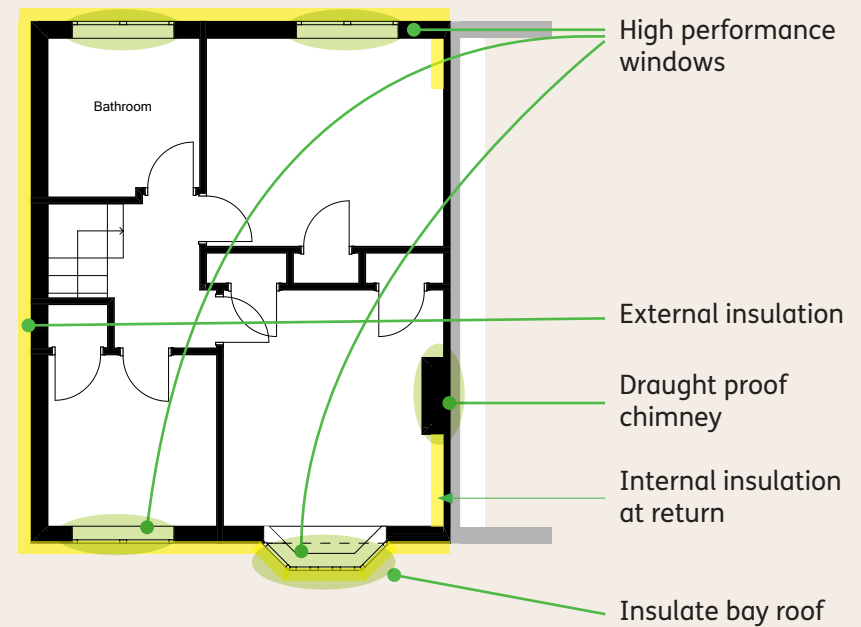 High performance
windows
Bathroom
External insulation
Draught proof
chimney
Internal insulation
at return
Insulate bay roof